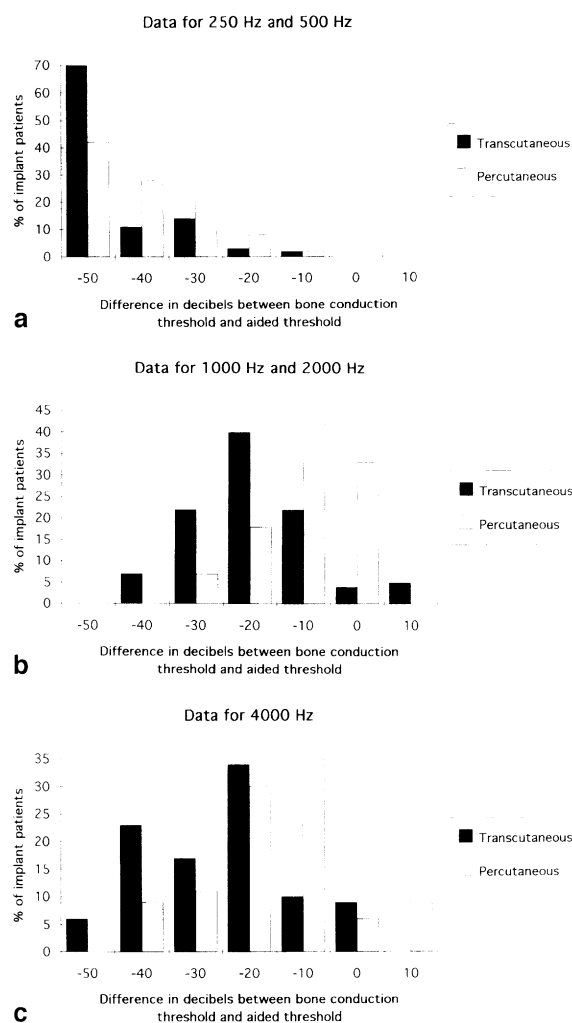 Data for 250 Hz and 500 Hz
70
60
50
40
30
20
10
0
% of implant patients
-50 -40 -30 -20 -10 0 10
Difference in decibels between bone conduction
threshold and aided threshold
Transcutaneous
Percutaneous
a
Data for 1000 Hz and 2000 Hz
45
40
35
30
25
20
15
10
5
0
% of implant patients
-50 -40 -30 -20 -10 0 10
Difference in decibels between bone conduction
threshold and aided threshold
Transcutaneous
Percutaneous
b
Data for 4000 Hz
35
30
25
20
15
10
5
0
% of implant patients
-50 -40 -30 -20 -10 0 10
Difference in decibels between bone conduction
threshold and aided threshold
Transcutaneous
Percutaneous
c